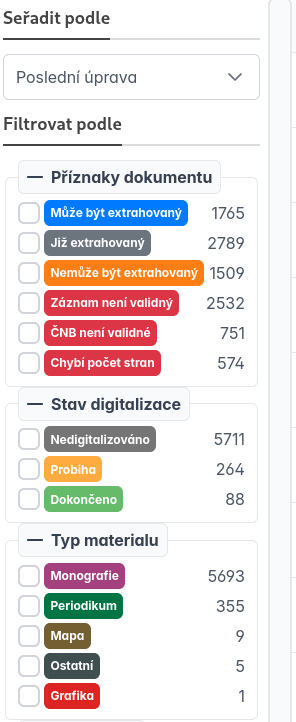 Seřadit podle
Poslední úprava
Filtrovat podle
— Příznaky dokumentu
Může být extrahovaný 1765
Již extrahovaný 2789
Nemůže být extrahovaný 1509
Záznam není validný 2532
ČNB není validné 751
Chybí počet stran 574
— Stav digitalizace
Nedigitalizováno 5711
Probíha 264
Dokončeno 88
— Typ materialu
Monografie 5693
Periodikum 355
Mapa 9
Ostatní 5
Grafika 1